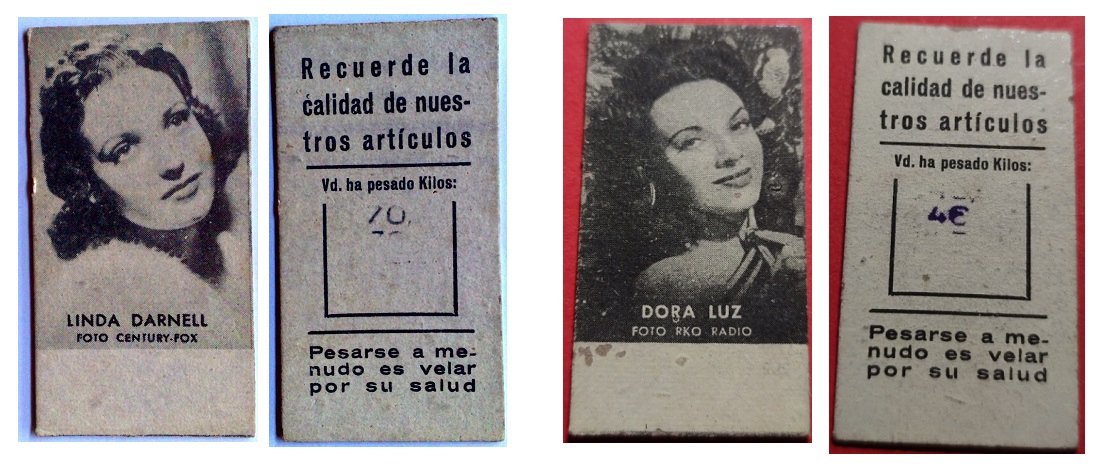 LINDA DARNELL
FOTO CENTURY-FOX
Recuerde la
calidad de nues-
tros artículos
Vd. ha pesado Kilos:
70
Pesarse a me-
nudo es velar
por su salud
DORA LUZ
FOTO RKO RADIO
Recuerde la
calidad de nues-
tros artículos
Vd. ha pesado Kilos:
Pesarse a me-
nudo es velar
por su salud